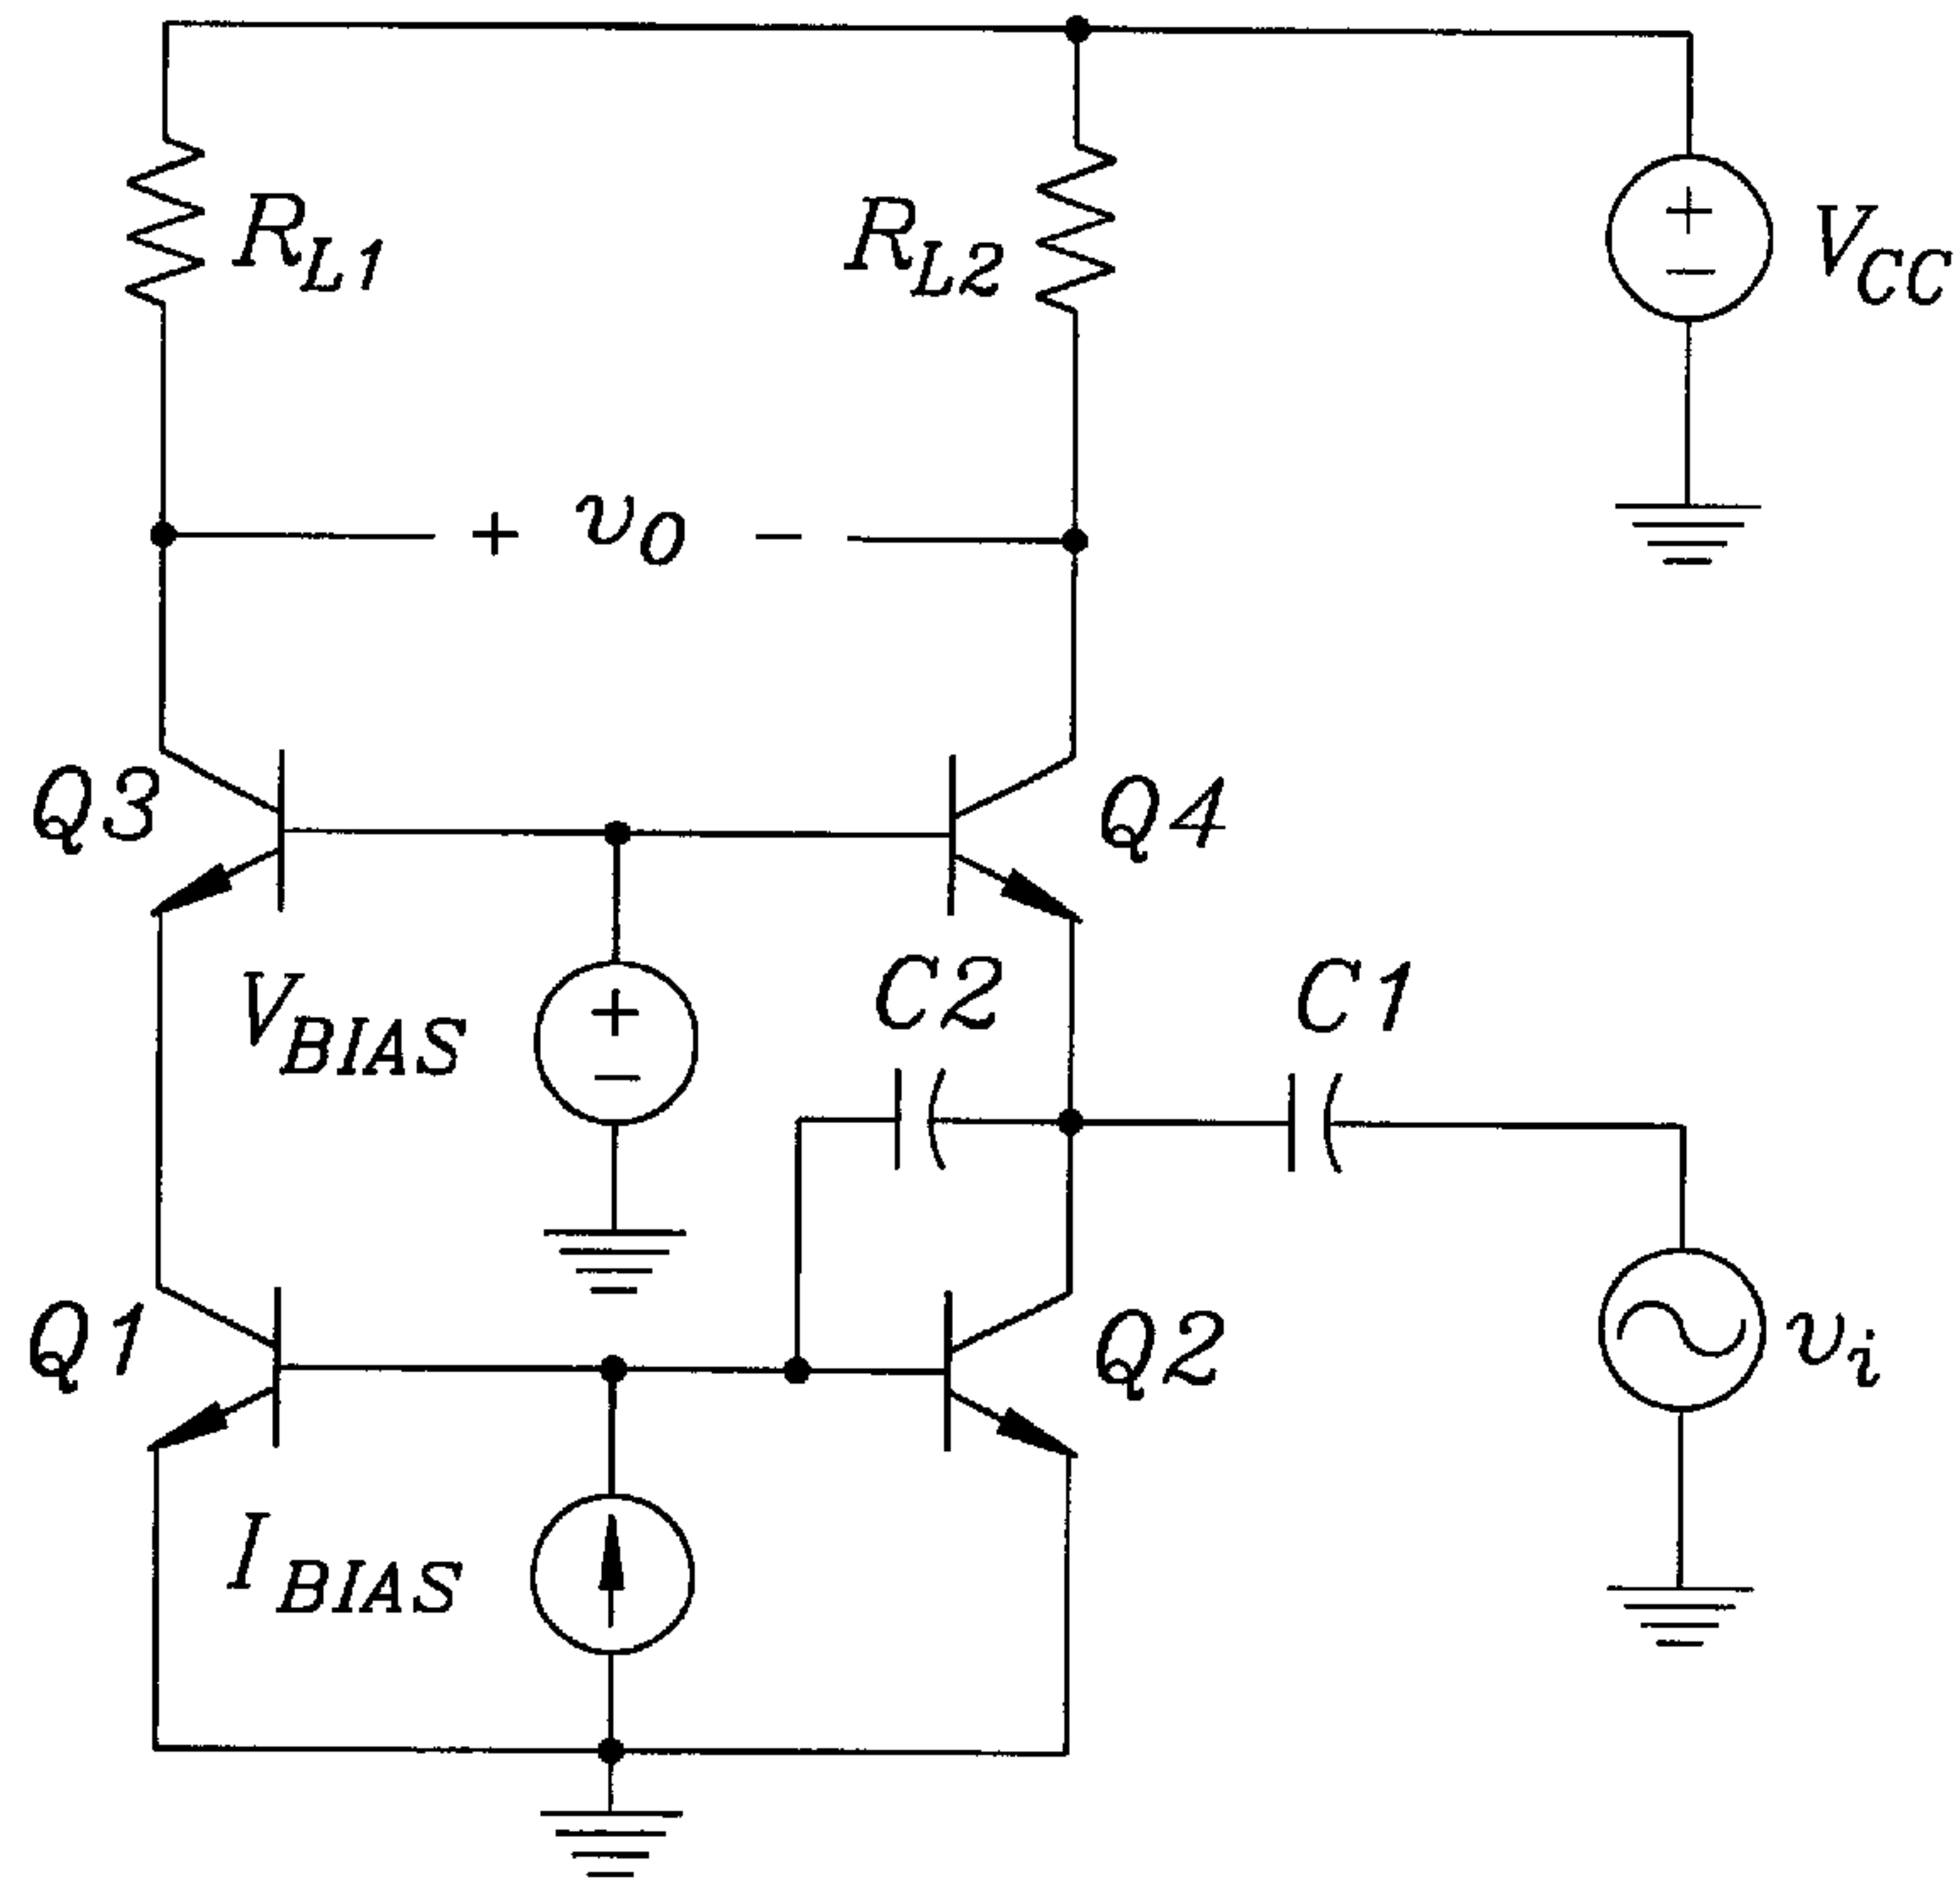 R_L1
R_L2
+
−
V_CC
+ v_o −
Q3
Q4
C2
C1
V_BIAS
+
−
Q1
Q2
v_i
I_BIAS